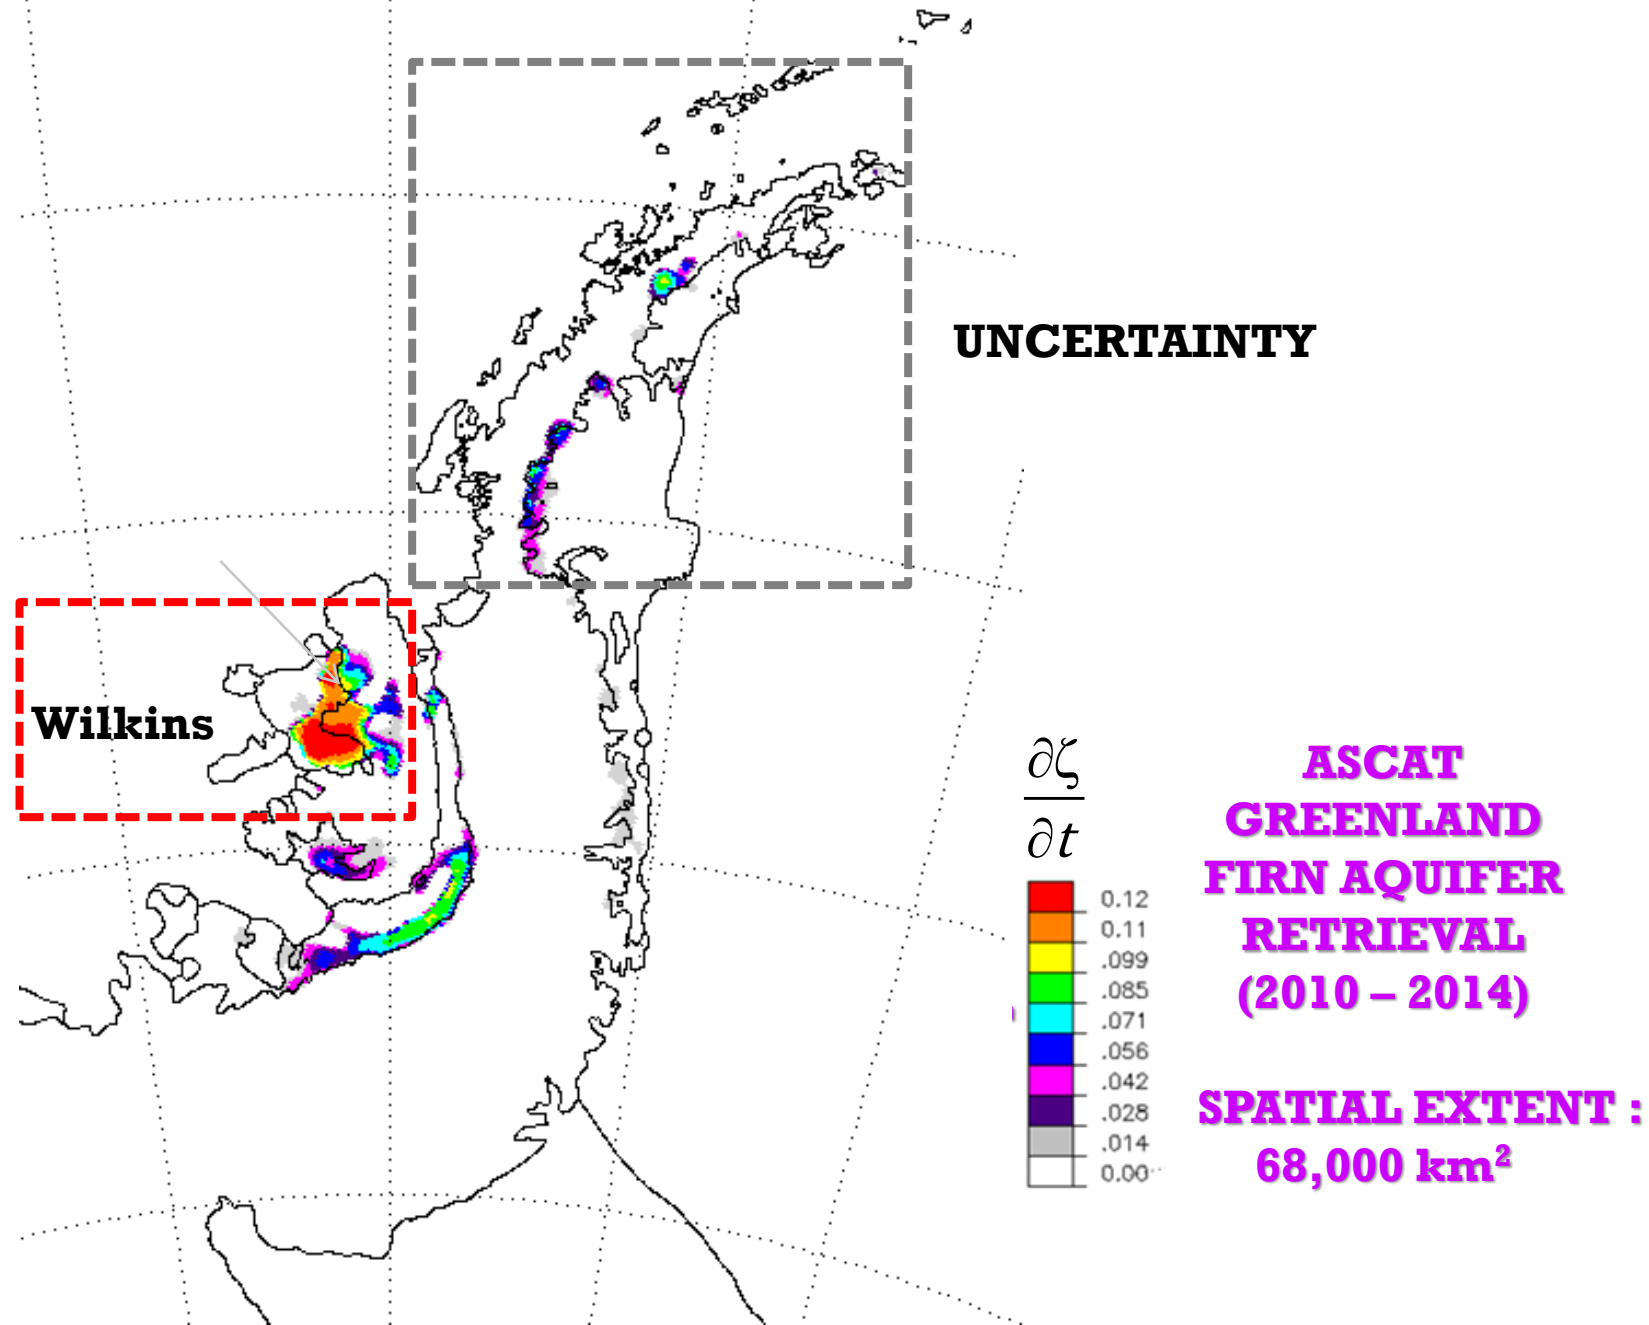 UNCERTAINTY
Wilkins
∂ζ
∂t
0.12
0.11
.099
.085
.071
.056
.042
.028
.014
0.00
ASCAT
GREENLAND
FIRN AQUIFER
RETRIEVAL
(2010 – 2014)
SPATIAL EXTENT :
68,000 km²